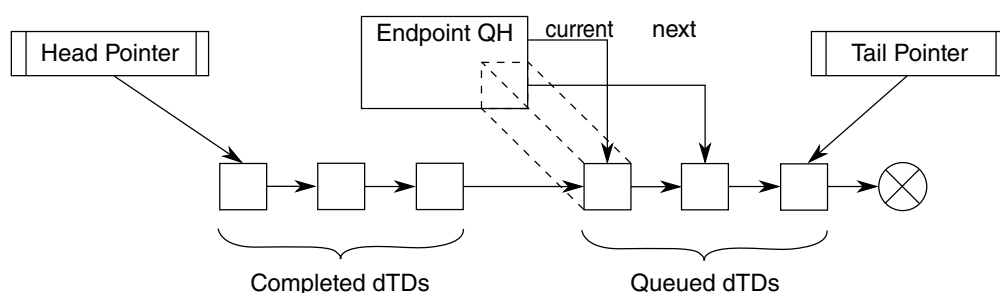 Head Pointer
Endpoint QH
current
next
Tail Pointer
Completed dTDs
Queued dTDs